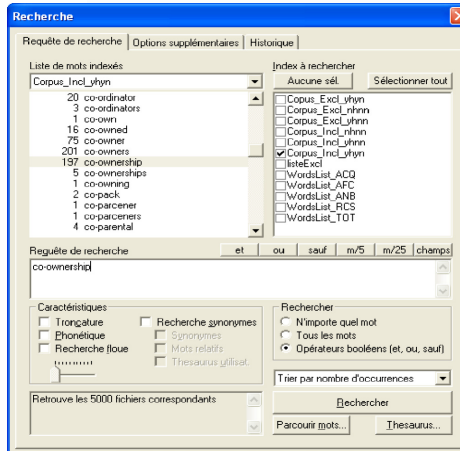 Recherche
Requête de recherche
Options supplémentaires
Historique
Liste de mots indexés
Corpus_Incl_yhyn
20 co-ordinator
3 co-ordinators
1 co-own
16 co-owned
75 co-owner
201 co-owners
197 co-ownership
5 co-ownerships
1 co-owning
2 co-pack
1 co-parcener
1 co-parceners
4 co-parental
Index à rechercher
Aucune sél.
Sélectionner tout
Copus_Excl_yhyn
Corpus_Excl_nhnn
Corpus_Excl_yhnn
Corpus_Incl_nhnn
Corpus_Incl_yhnn
Corpus_Incl_yhyn
listeExcl
WordsList_ACQ
WordsList_AFC
WordsList_ANB
WordsList_RCS
WordsList_TOT
Requête de recherche
et
ou
sauf
m/5
m/25
champs
co-ownership
Caractéristiques
Troncature
Phonétique
Recherche floue
Recherche synonymes
Synonymes
Mots relatifs
Thesaurus utilisat.
Rechercher
N'importe quel mot
Tous les mots
Opérateurs booléens (et, ou, sauf)
Retrouve les 5000 fichiers correspondants
Trier par nombre d'occurrences
Rechercher
Parcourir mots...
Thesaurus...